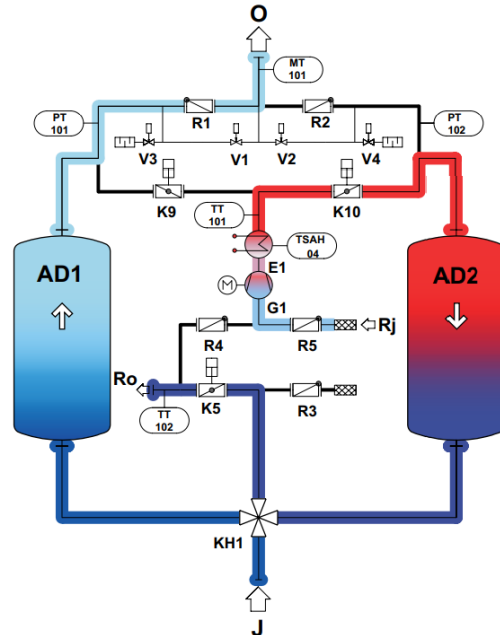 O
MT
101
PT
101
R1
R2
PT
102
V3
V1
V2
V4
K9
K10
TT
101
TSAH
04
E1
AD1
AD2
M
G1
R4
R5
Rj
Ro
K5
R3
TT
102
KH1
J